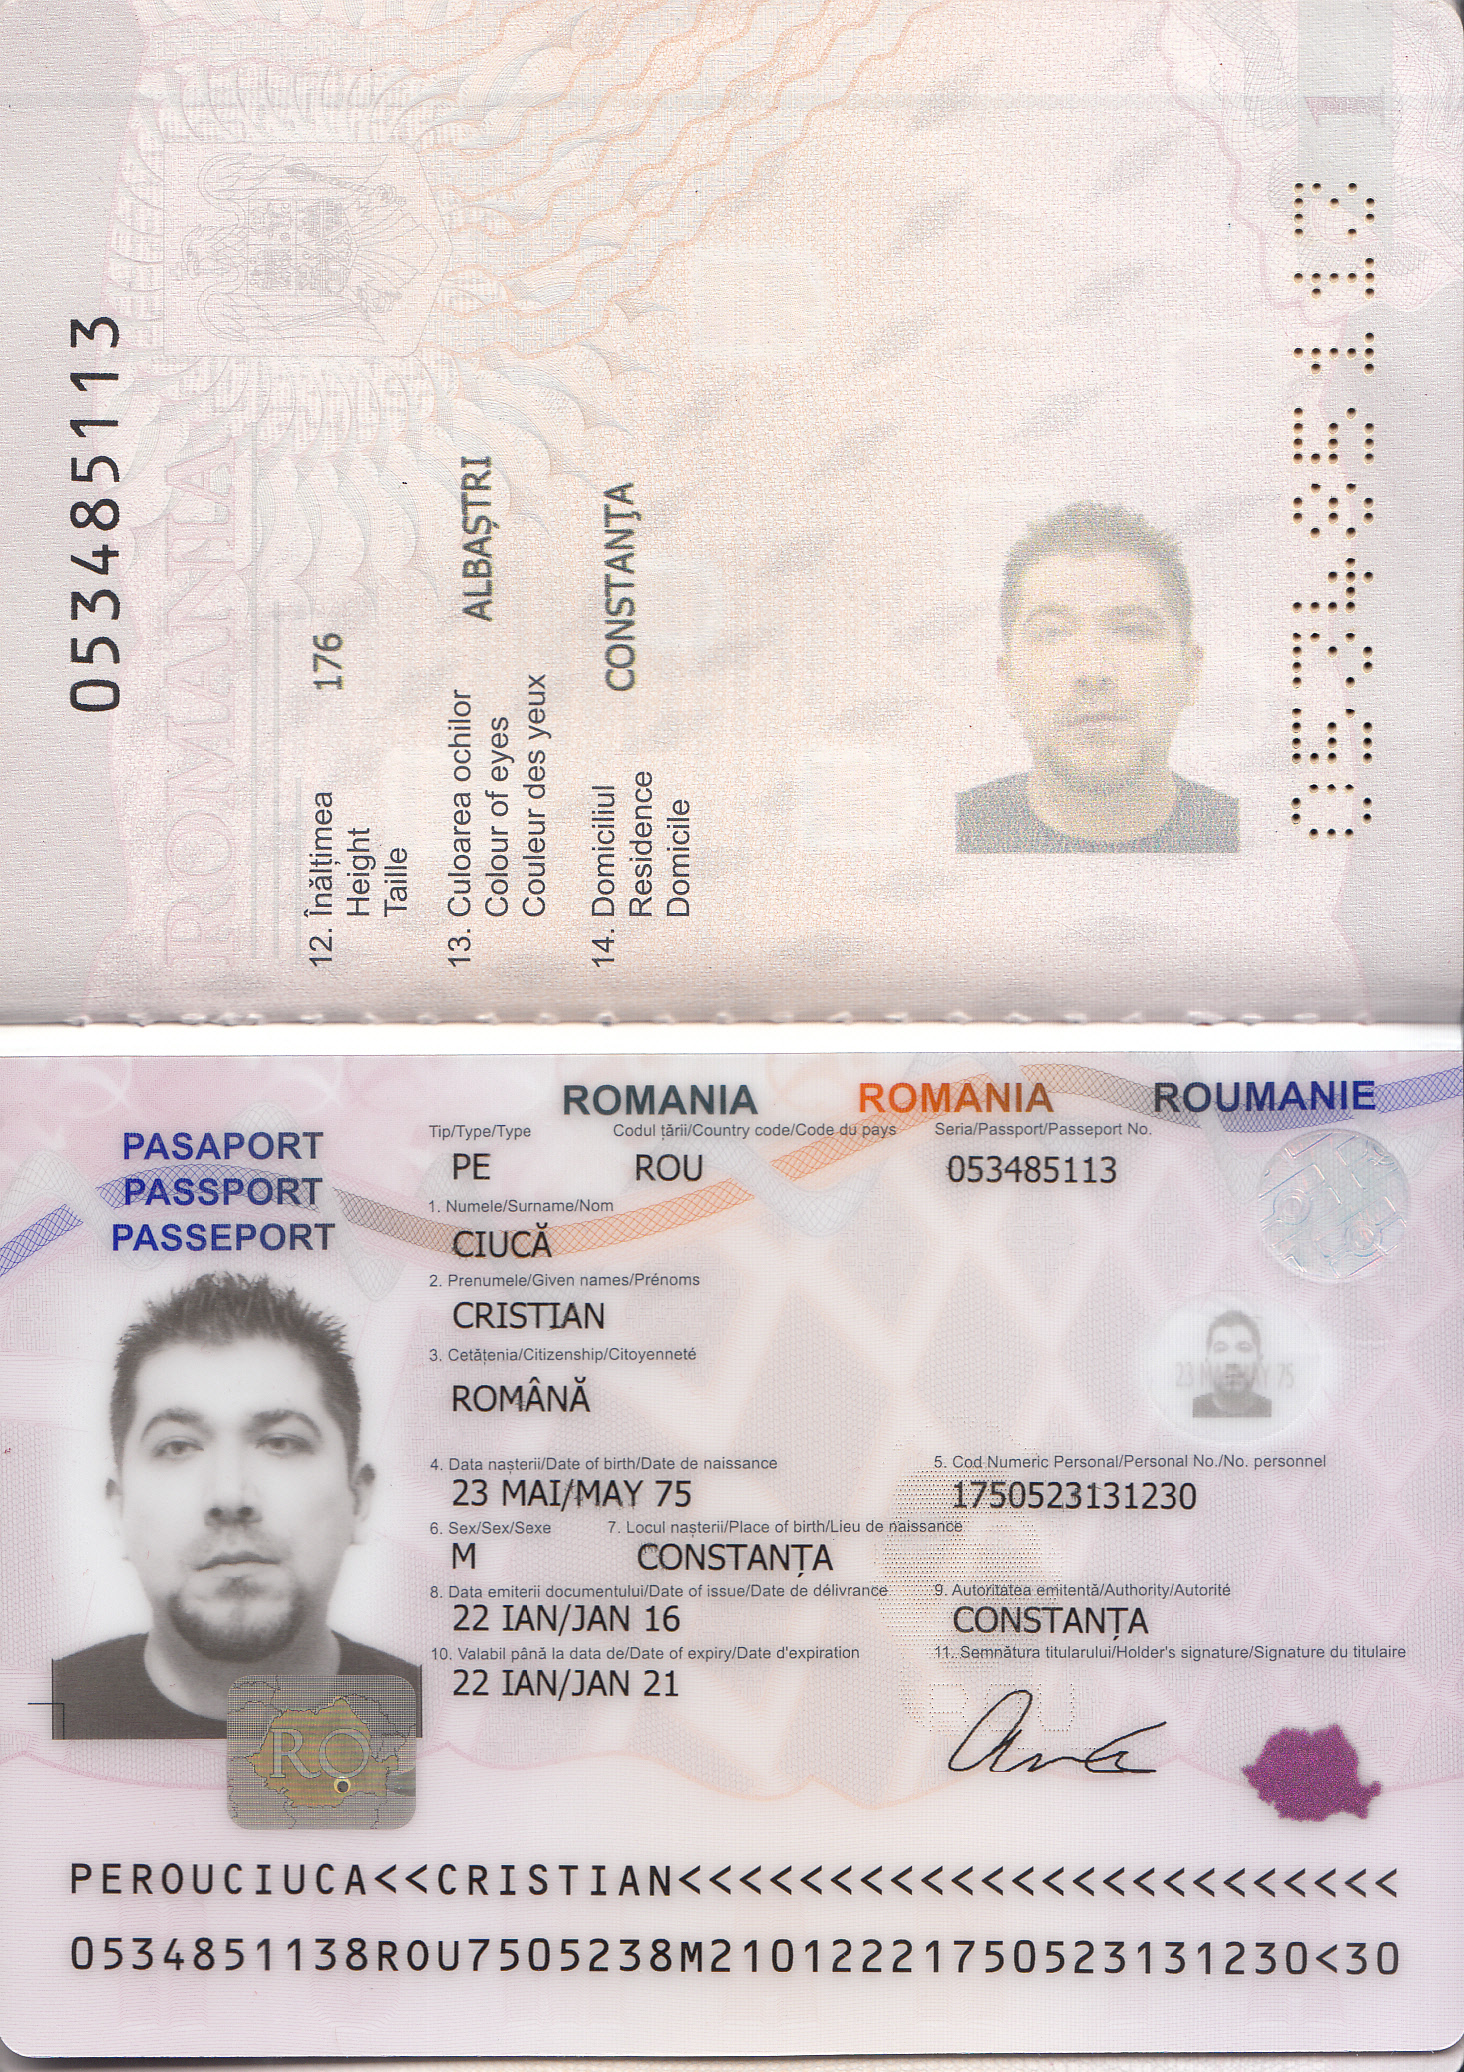 053485113
ROMANIA
12. Înălțimea 176
Height
Taille
13. Culoarea ochilor ALBAȘTRI
Colour of eyes
Couleur des yeux
14. Domiciliul CONSTANȚA
Residence
Domicile
053485113
ROMANIA ROMANIA ROUMANIE
PASAPORT
PASSPORT
PASSEPORT
Tip/Type/Type Codul țării/Country code/Code du pays Seria/Passport/Passeport No.
PE ROU 053485113
1. Numele/Surname/Nom
CIUCĂ
2. Prenumele/Given names/Prénoms
CRISTIAN
3. Cetățenia/Citizenship/Citoyenneté
ROMÂNĂ
23 MAI/MAY 75
4. Data nașterii/Date of birth/Date de naissance 5. Cod Numeric Personal/Personal No./No. personnel
23 MAI/MAY 75 1750523131230
6. Sex/Sex/Sexe 7. Locul nașterii/Place of birth/Lieu de naissance
M CONSTANȚA
8. Data emiterii documentului/Date of issue/Date de délivrance 9. Autoritatea emitentă/Authority/Autorité
22 IAN/JAN 16 CONSTANȚA
10. Valabil până la data de/Date of expiry/Date d'expiration 11. Semnătura titularului/Holder's signature/Signature du titulaire
22 IAN/JAN 21
RO
PEROUCIUCA<<CRISTIAN<<<<<<<<<<<<<<<<<<<<<<<<
0534851138ROU7505238M21012221750523131230<30